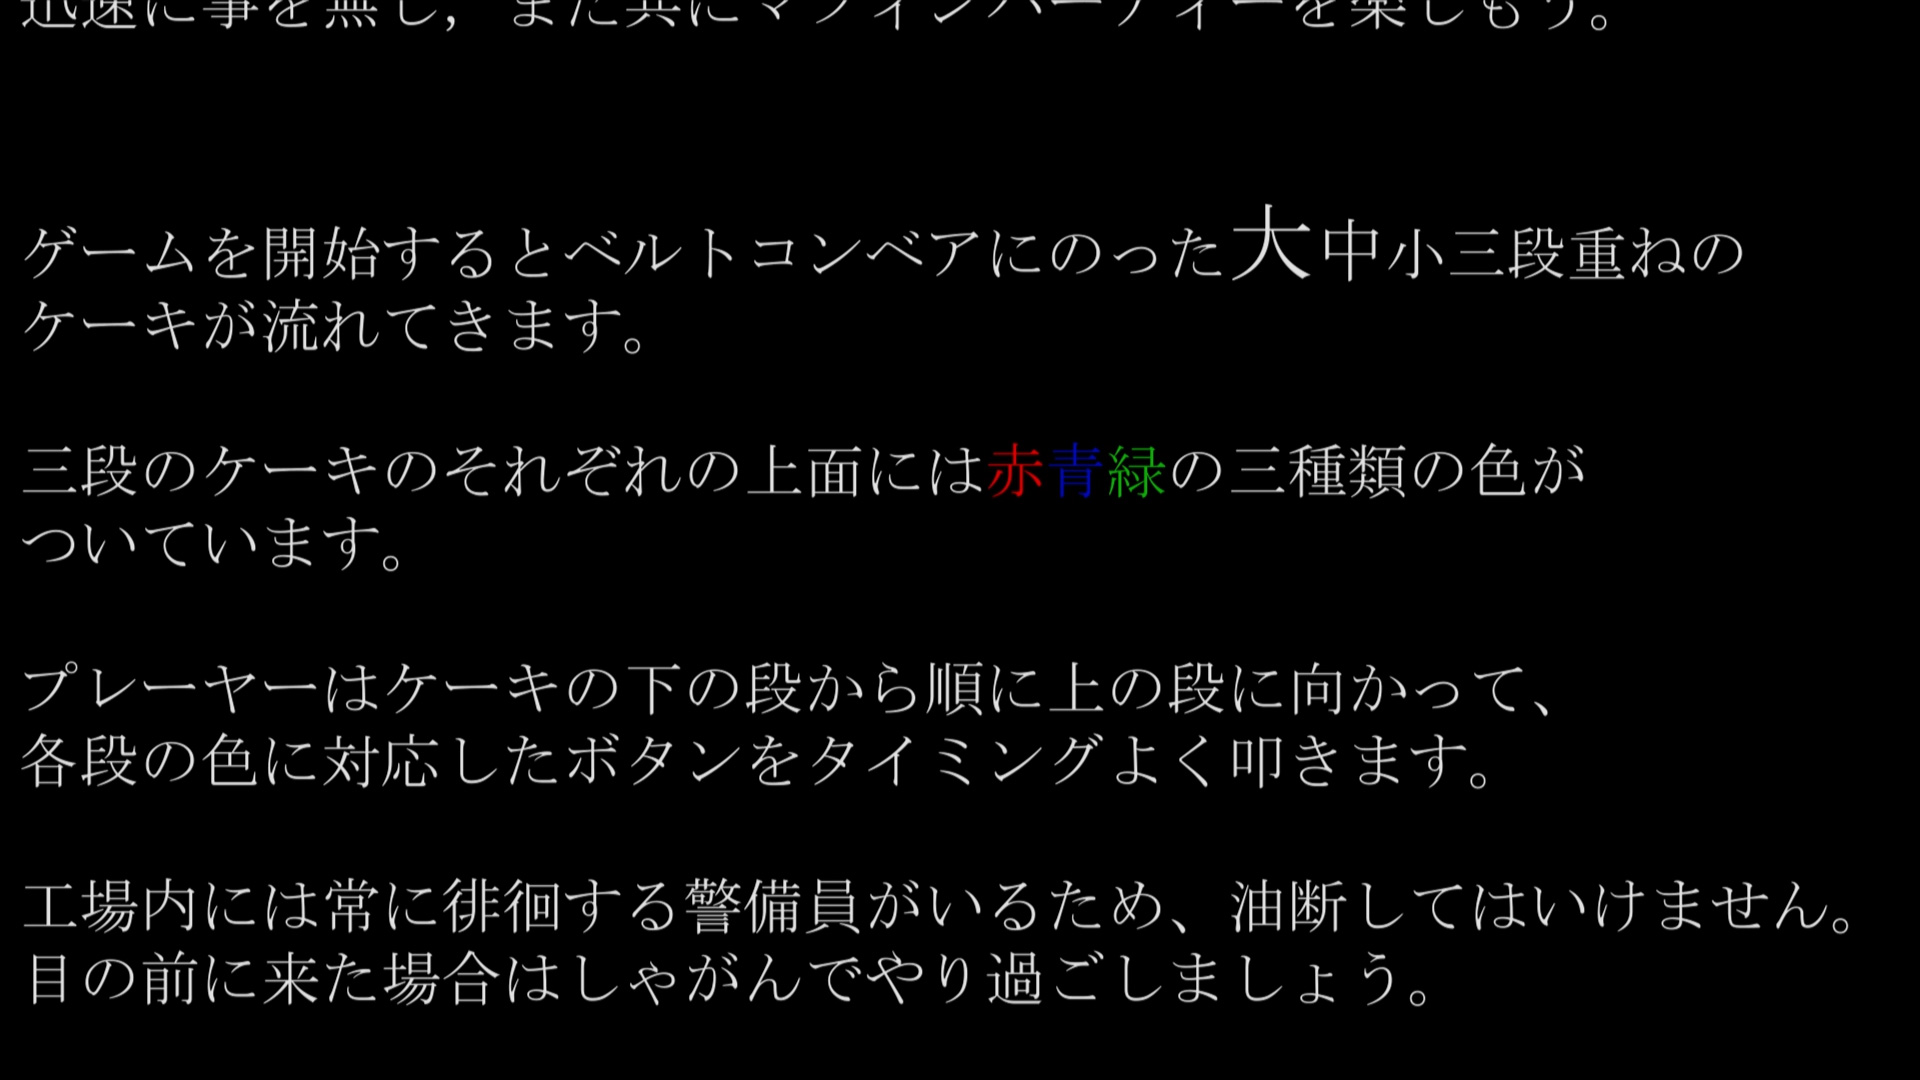 迅速に事を無し，また共にマフィンパーティーを楽しもう。
ゲームを開始するとベルトコンベアにのった大中小三段重ねの
ケーキが流れてきます。
三段のケーキのそれぞれの上面には赤青緑の三種類の色が
ついています。
プレーヤーはケーキの下の段から順に上の段に向かって、
各段の色に対応したボタンをタイミングよく叩きます。
工場内には常に徘徊する警備員がいるため、油断してはいけません。
目の前に来た場合はしゃがんでやり過ごしましょう。